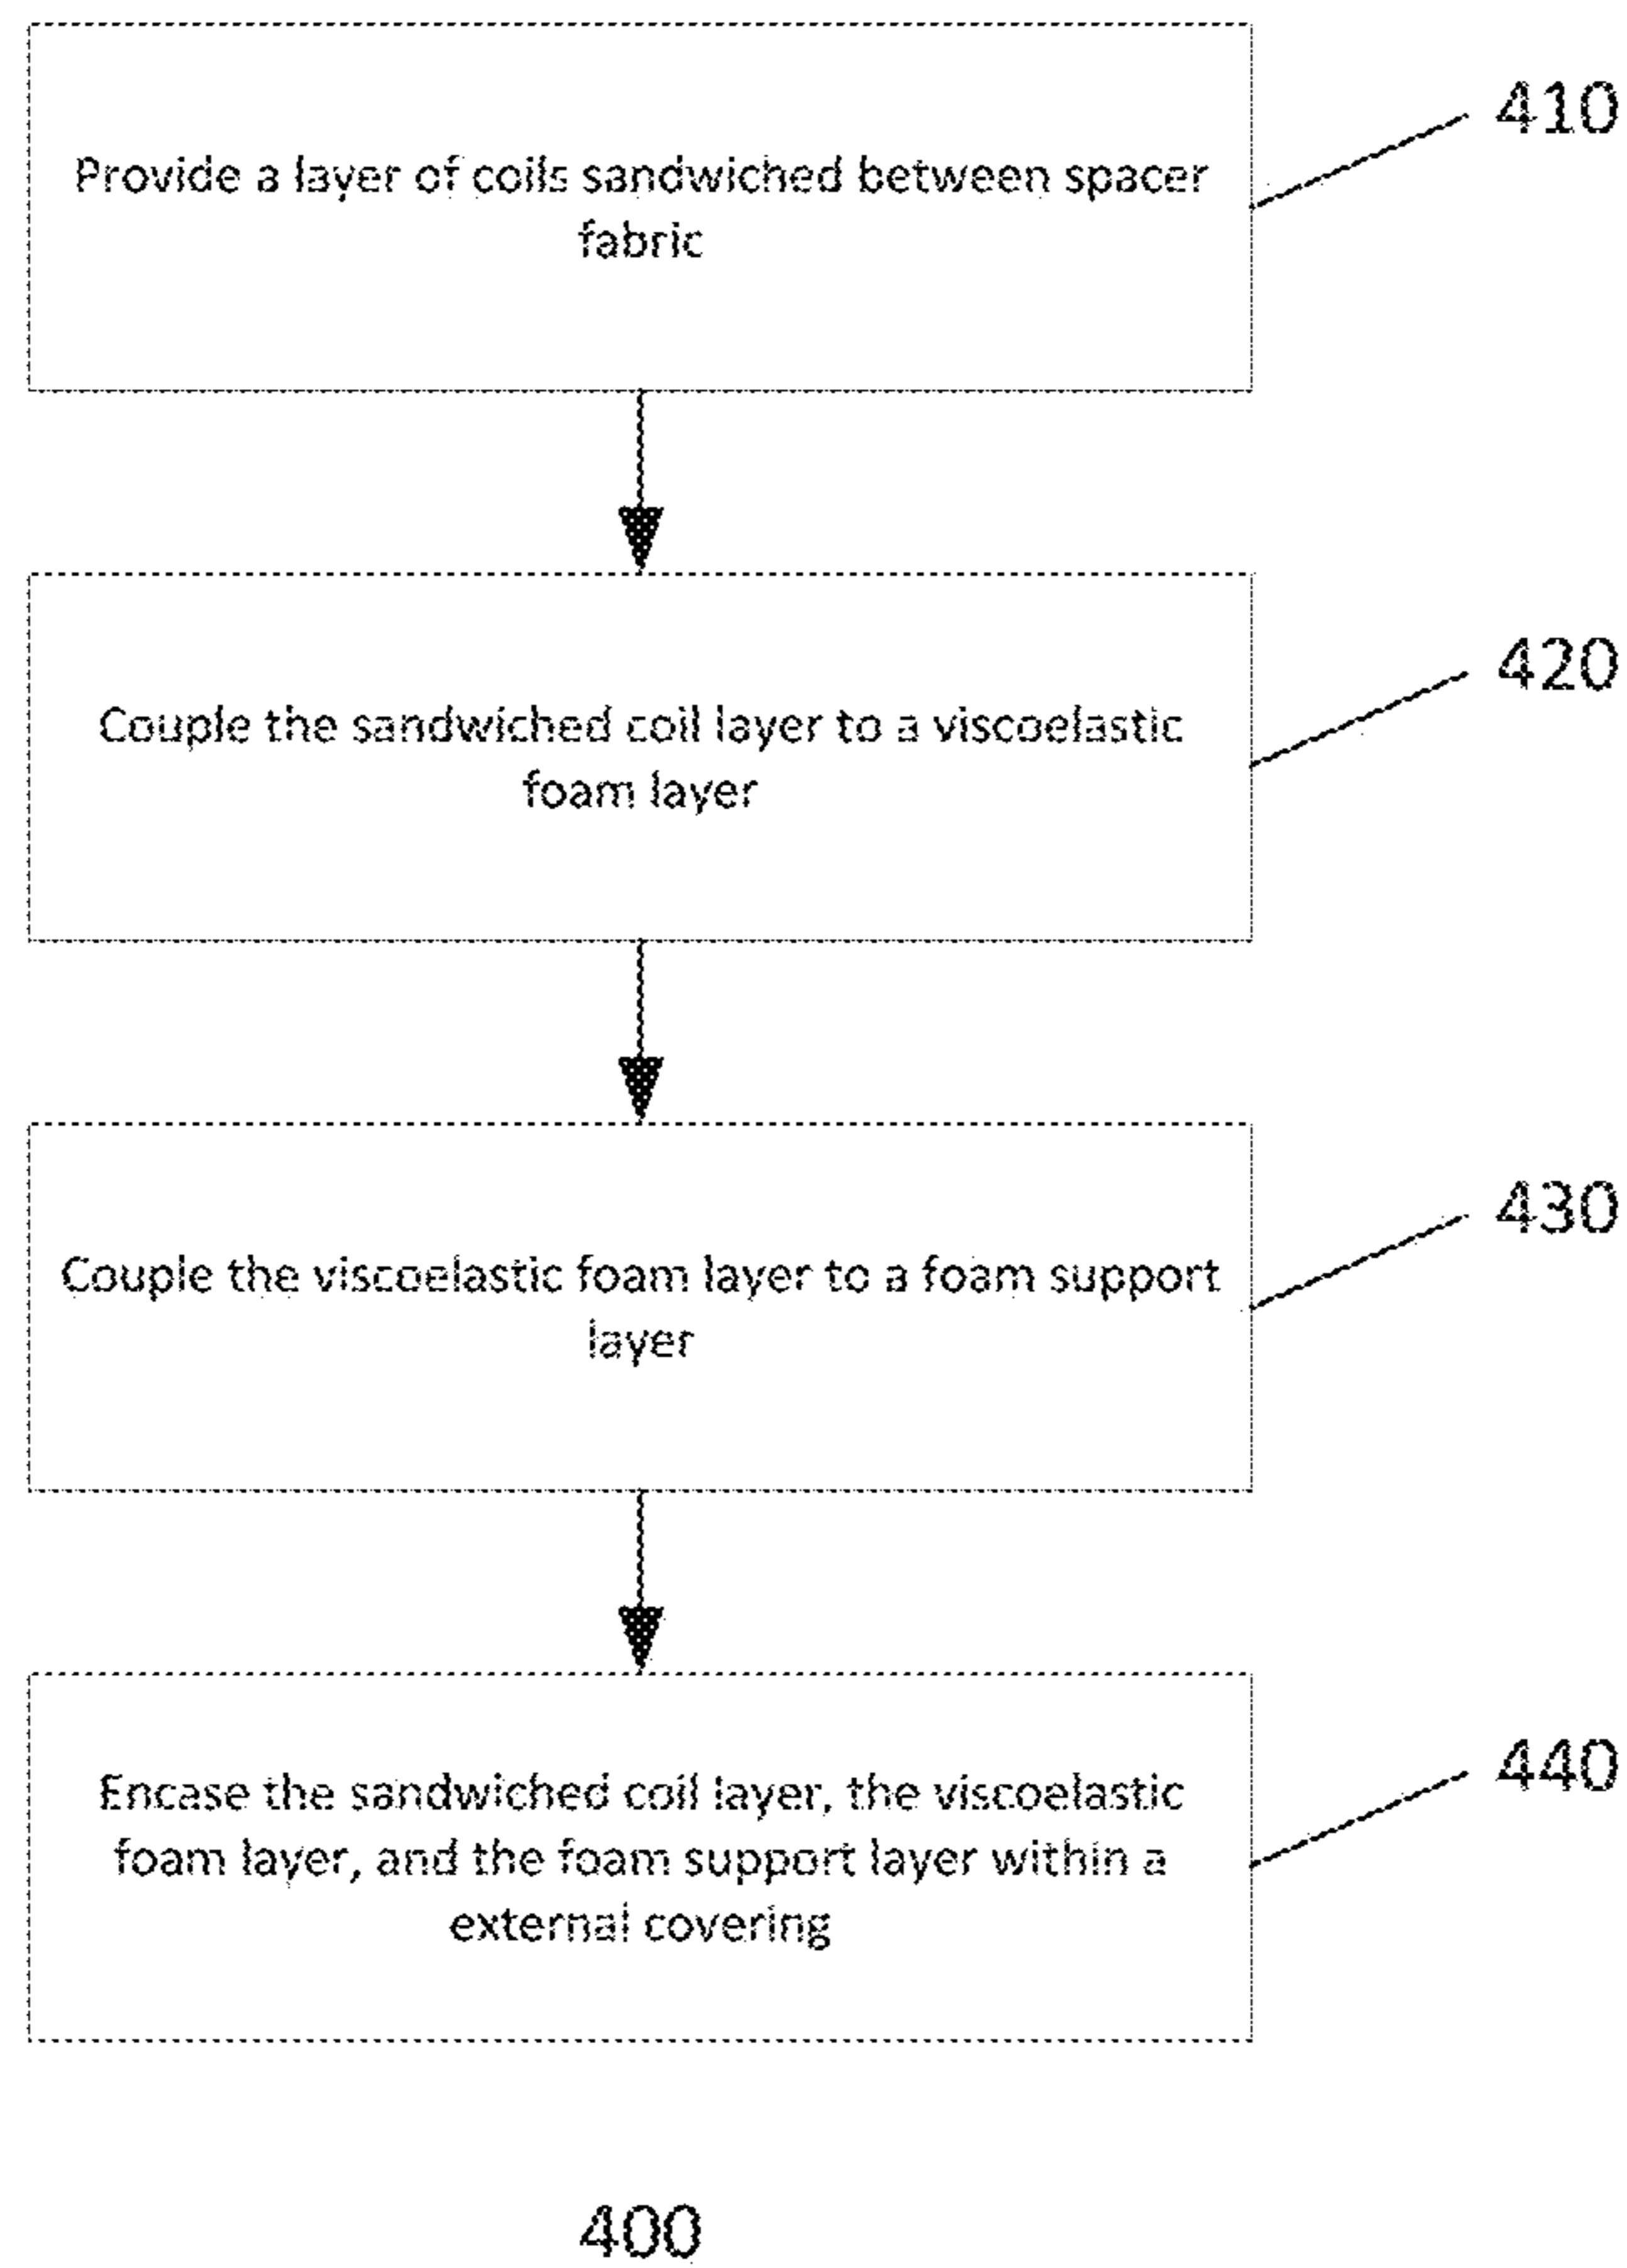 410
Provide a layer of coils sandwiched between spacer
fabric
420
Couple the sandwiched coil layer to a viscoelastic
foam layer
430
Couple the viscoelastic foam layer to a foam support
layer
440
Encase the sandwiched coil layer, the viscoelastic
foam layer, and the foam support layer within a
external covering
400